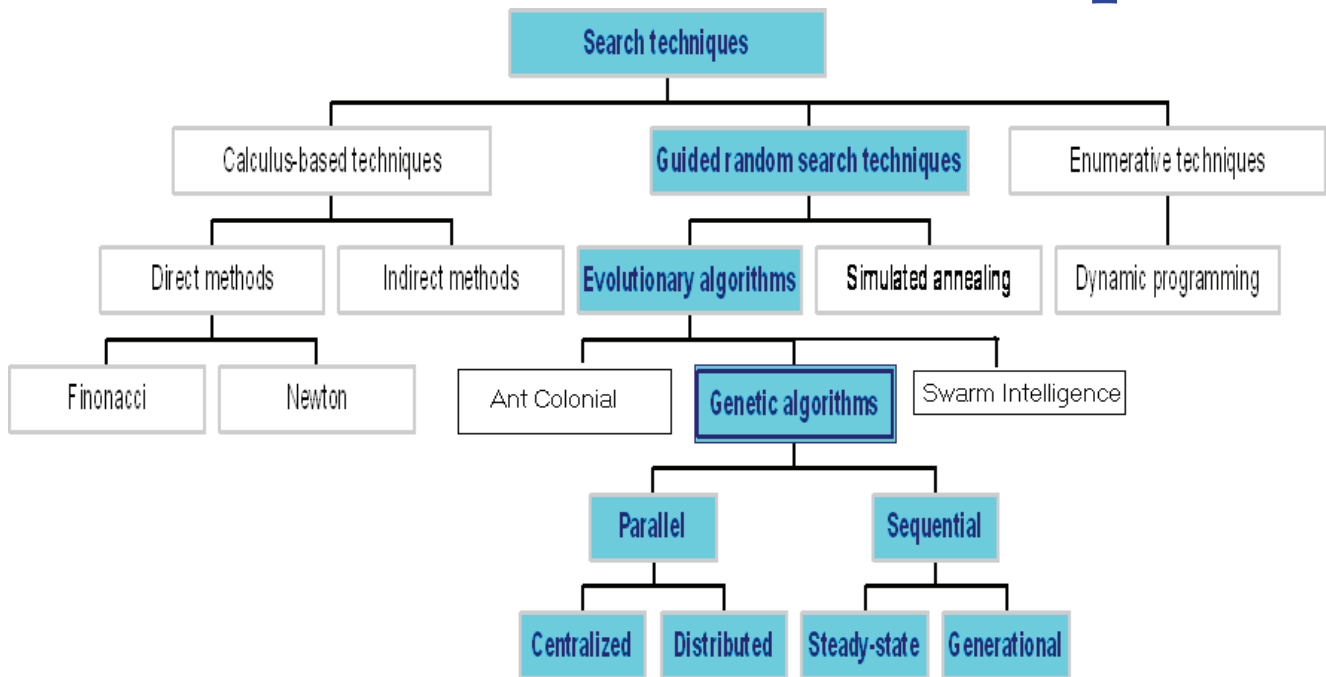 Search techniques
Calculus-based techniques
Guided random search techniques
Enumerative techniques
Direct methods
Indirect methods
Evolutionary algorithms
Simulated annealing
Dynamic programming
Finonacci
Newton
Ant Colonial
Genetic algorithms
Swarm Intelligence
Parallel
Sequential
Centralized
Distributed
Steady-state
Generational